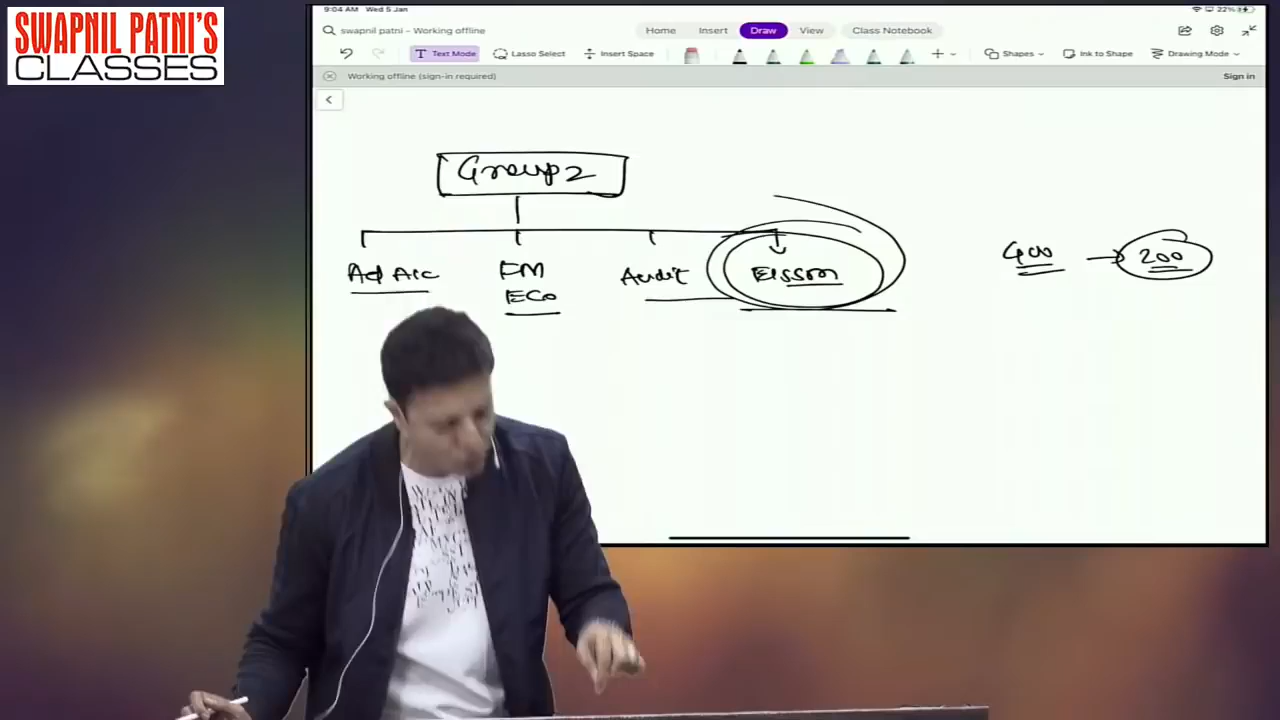 SWAPNIL PATNI'S
CLASSES
9:04 AM Wed 5 Jan
22%
swapnil patni - Working offline
Home
Insert
Draw
View
Class Notebook
Text Mode
Lasso Select
Insert Space
Shapes
Ink to Shape
Drawing Mode
Working offline (sign-in required)
Sign in
Group 2
Ad A/c
FM
ECO
Audit
EISSM
400 → 200